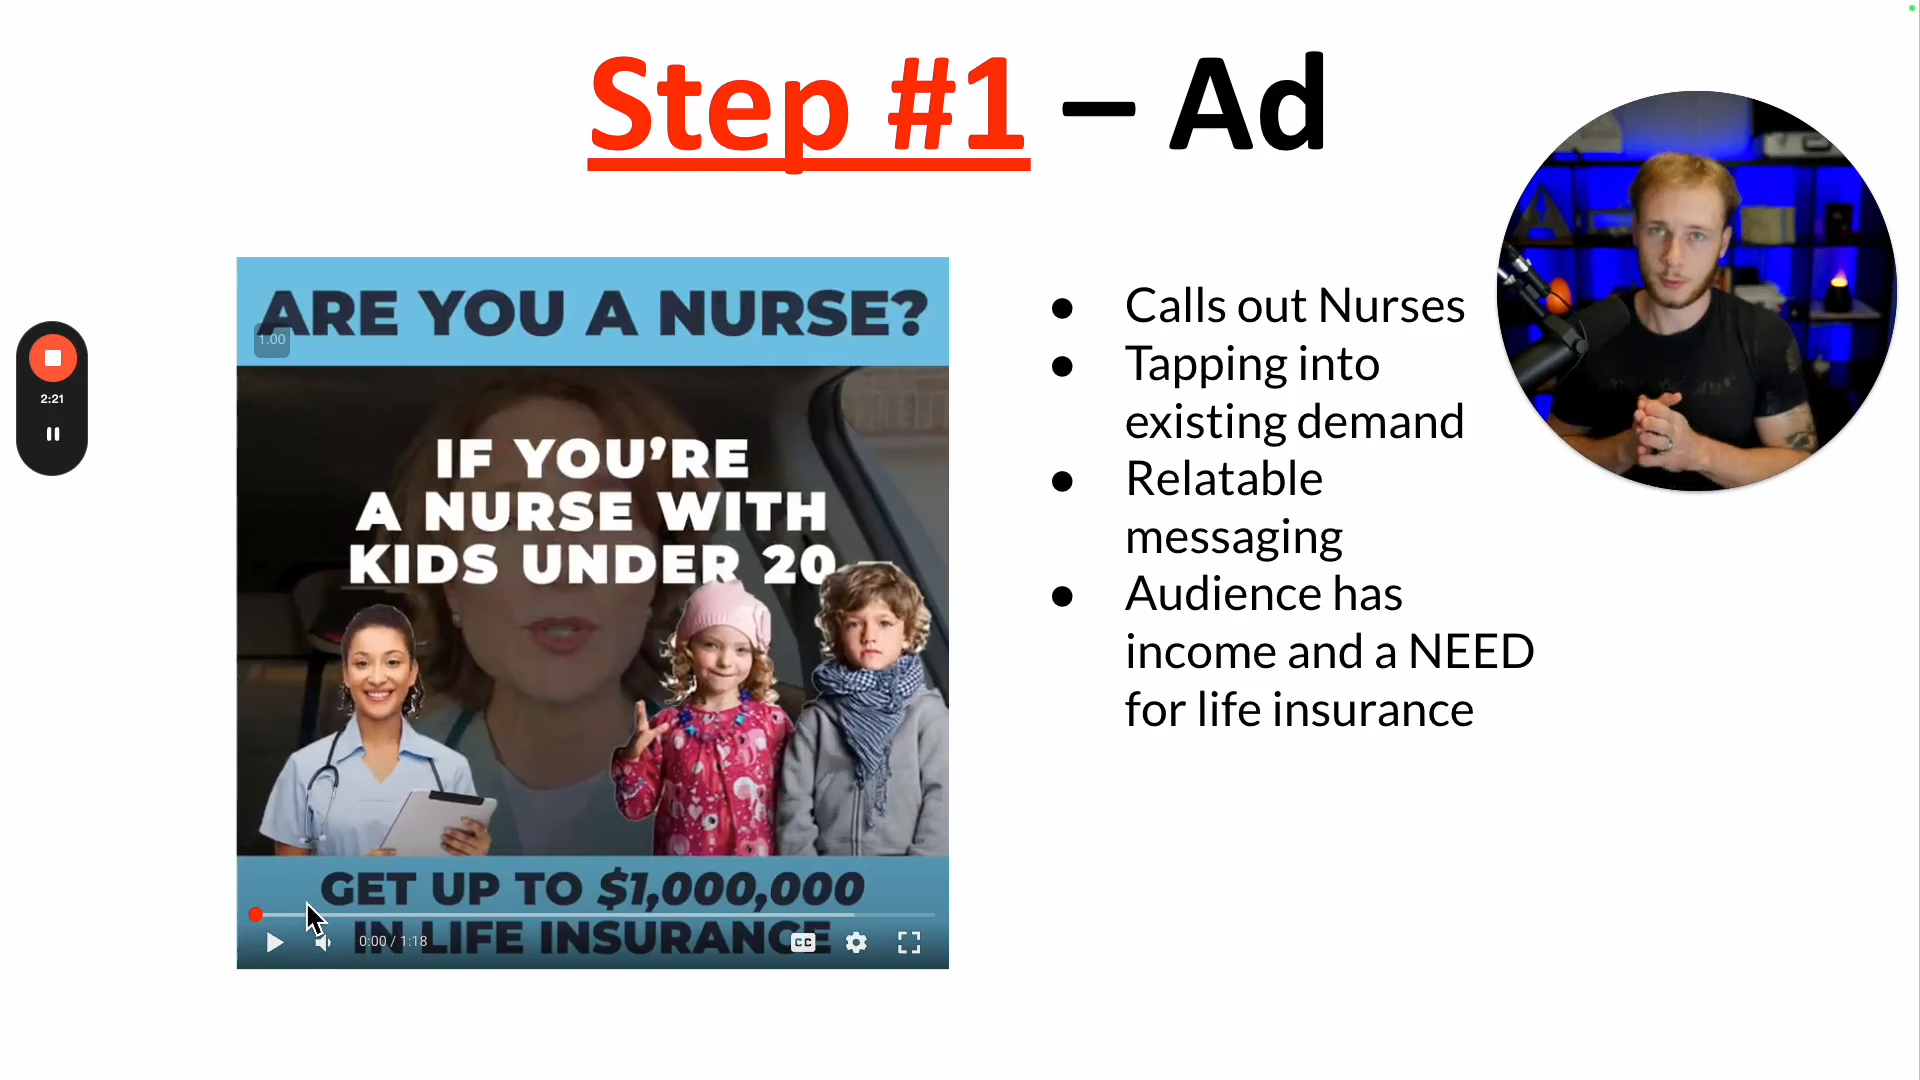 Step #1 – Ad
ARE YOU A NURSE?
1.00
IF YOU’RE
A NURSE WITH
KIDS UNDER 20
GET UP TO $1,000,000
IN LIFE INSURANCE
0:00 / 1:18
CC
2:21
● Calls out Nurses
● Tapping into
existing demand
● Relatable
messaging
● Audience has
income and a NEED
for life insurance